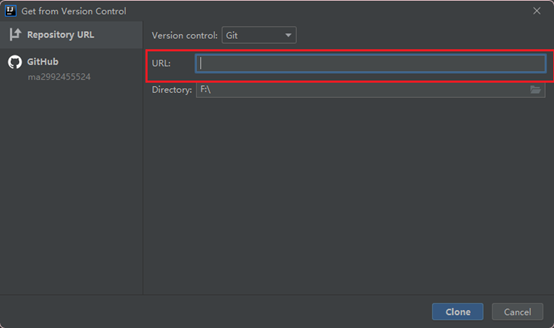 Get from Version Control
Repository URL
GitHub
ma2992455524
Version control: Git
URL:
Directory: F:\
Clone Cancel